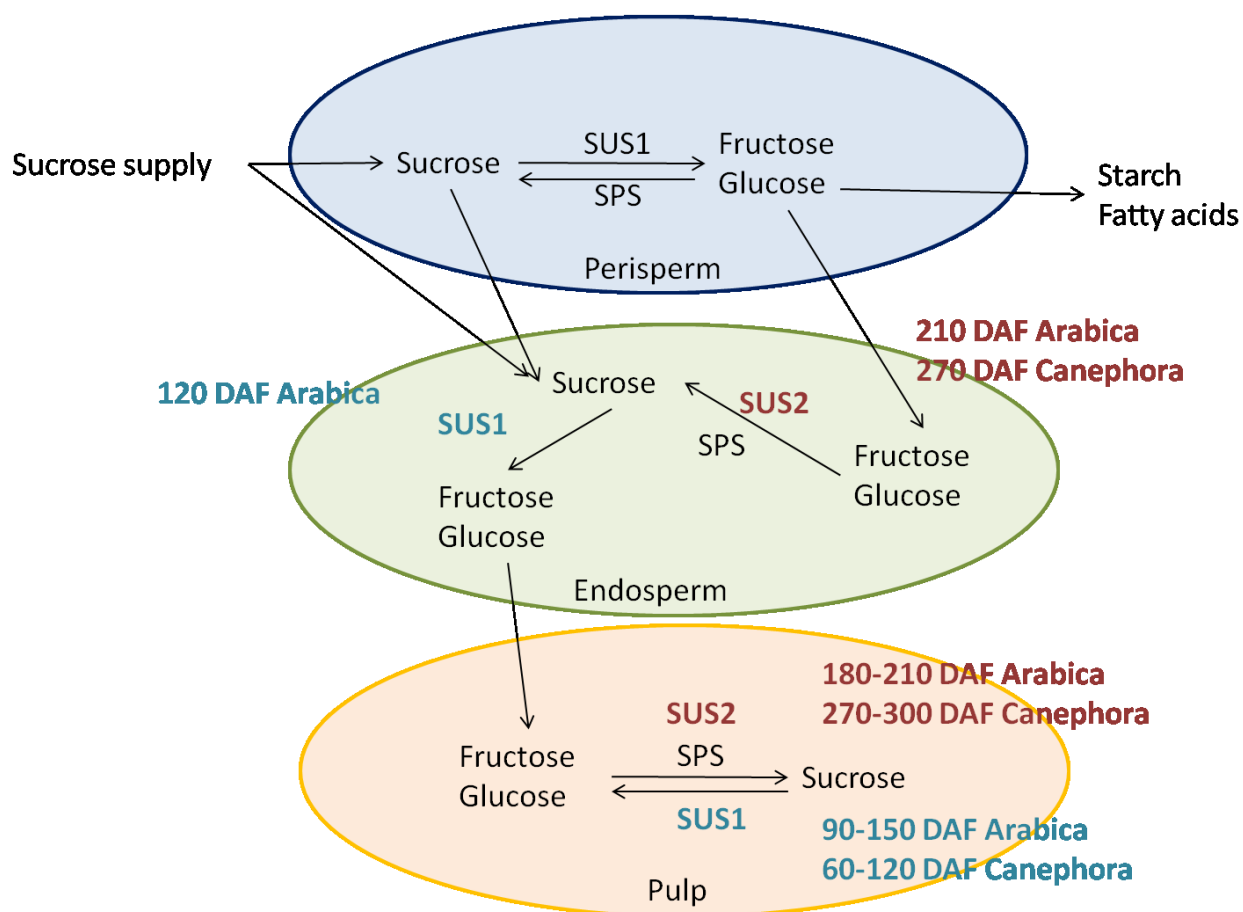 Sucrose supply
Sucrose
SUS1
SPS
Fructose
Glucose
Starch
Fatty acids
Perisperm
210 DAF Arabica
270 DAF Canephora
120 DAF Arabica
Sucrose
SUS1
SUS2
SPS
Fructose
Glucose
Fructose
Glucose
Endosperm
180-210 DAF Arabica
270-300 DAF Canephora
SUS2
SPS
Fructose
Glucose
Sucrose
SUS1
90-150 DAF Arabica
60-120 DAF Canephora
Pulp